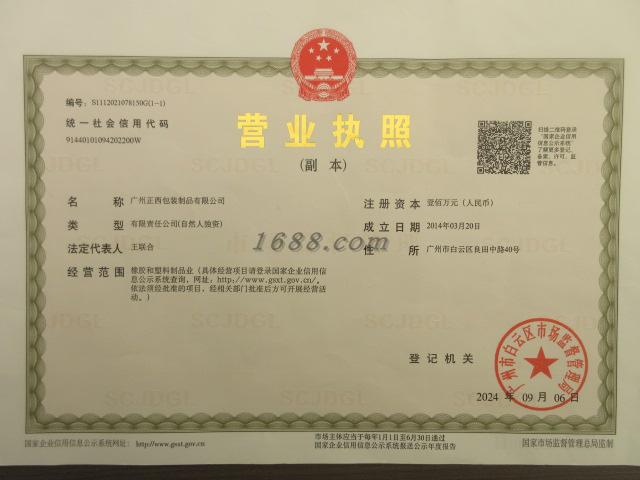 编号: S1112021078150G(1-1)
统一社会信用代码
91440101094202200W
营业执照
(副 本)
扫描二维码登录
"国家企业信用
信息公示系统"
了解更多登记、
备案、许可、监
管信息。
名 称 广州正西包装制品有限公司
类 型 有限责任公司(自然人独资)
法定代表人 王联合
经营范围 橡胶和塑料制品业（具体经营项目请登录国家企业信用信
息公示系统查询，网址：http://www.gsxt.gov.cn/。
依法须经批准的项目，经相关部门批准后方可开展经营活
动。）
注册资本 壹佰万元（人民币）
成立日期 2014年03月20日
住 所 广州市白云区良田中路40号
1688.com
登记机关
广州市白云区市场监督管理局
2024 年 09 月 06 日
国家企业信用信息公示系统网址: http://www.gsxt.gov.cn
市场主体应当于每年1月1日至6月30日通过
国家企业信用信息公示系统报送公示年度报告
国家市场监督管理总局监制
SCJDGL
SCJDGL
SCJDGL
SCJDGL
SCJDGL